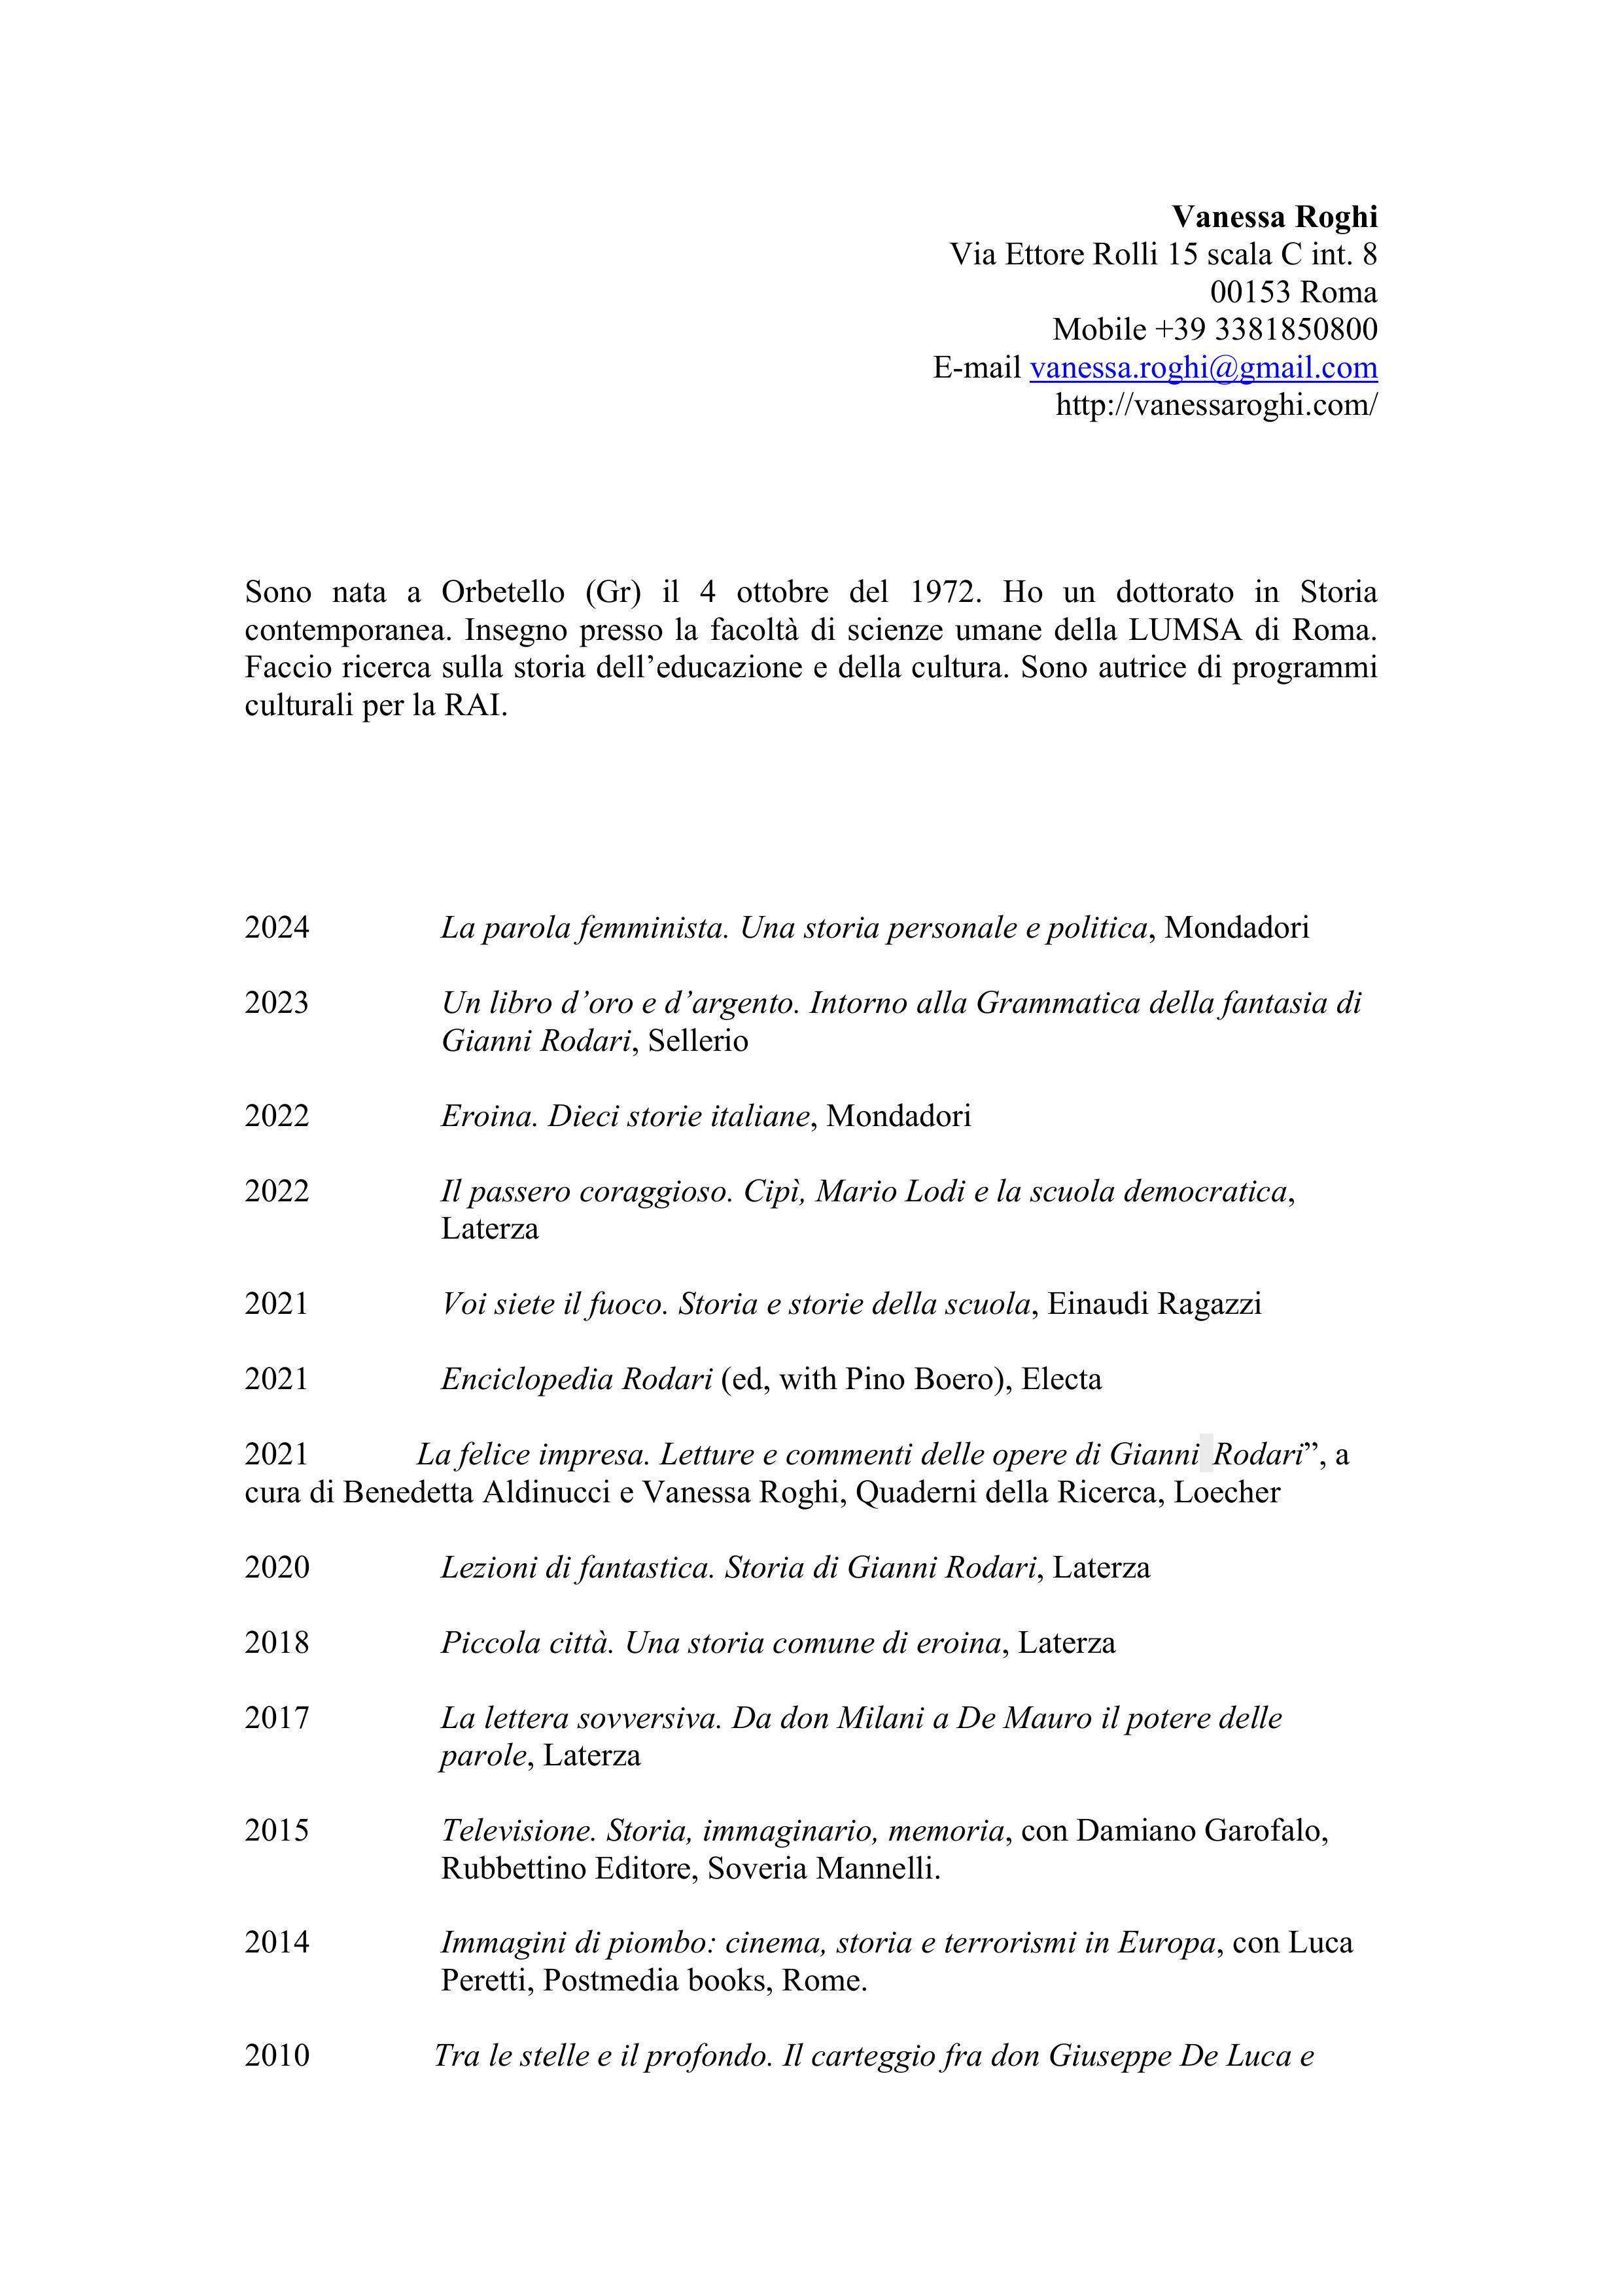 Vanessa Roghi
Via Ettore Rolli 15 scala C int. 8
00153 Roma
Mobile +39 3381850800
E-mail vanessa.roghi@gmail.com
http://vanessaroghi.com/
Sono nata a Orbetello (Gr) il 4 ottobre del 1972. Ho un dottorato in Storia
contemporanea. Insegno presso la facoltà di scienze umane della LUMSA di Roma.
Faccio ricerca sulla storia dell’educazione e della cultura. Sono autrice di programmi
culturali per la RAI.
2024 La parola femminista. Una storia personale e politica, Mondadori
2023 Un libro d’oro e d’argento. Intorno alla Grammatica della fantasia di
Gianni Rodari, Sellerio
2022 Eroina. Dieci storie italiane, Mondadori
2022 Il passero coraggioso. Cipì, Mario Lodi e la scuola democratica,
Laterza
2021 Voi siete il fuoco. Storia e storie della scuola, Einaudi Ragazzi
2021 Enciclopedia Rodari (ed, with Pino Boero), Electa
2021 La felice impresa. Letture e commenti delle opere di Gianni Rodari”, a
cura di Benedetta Aldinucci e Vanessa Roghi, Quaderni della Ricerca, Loecher
2020 Lezioni di fantastica. Storia di Gianni Rodari, Laterza
2018 Piccola città. Una storia comune di eroina, Laterza
2017 La lettera sovversiva. Da don Milani a De Mauro il potere delle
parole, Laterza
2015 Televisione. Storia, immaginario, memoria, con Damiano Garofalo,
Rubbettino Editore, Soveria Mannelli.
2014 Immagini di piombo: cinema, storia e terrorismi in Europa, con Luca
Peretti, Postmedia books, Rome.
2010 Tra le stelle e il profondo. Il carteggio fra don Giuseppe De Luca e